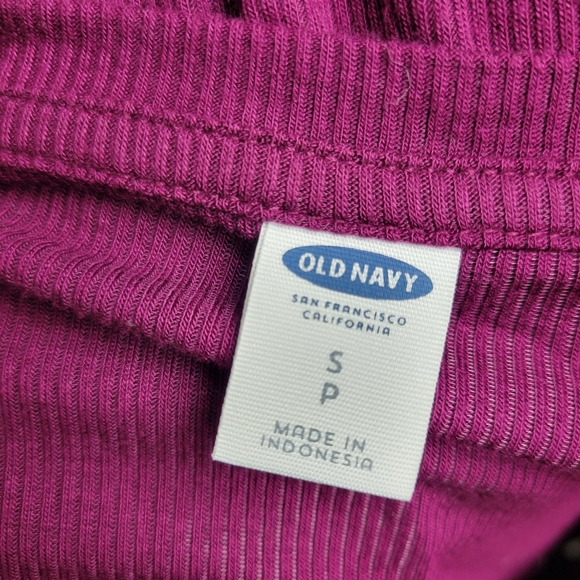 OLD NAVY
SAN FRANCISCO
CALIFORNIA
S
P
MADE IN
INDONESIA